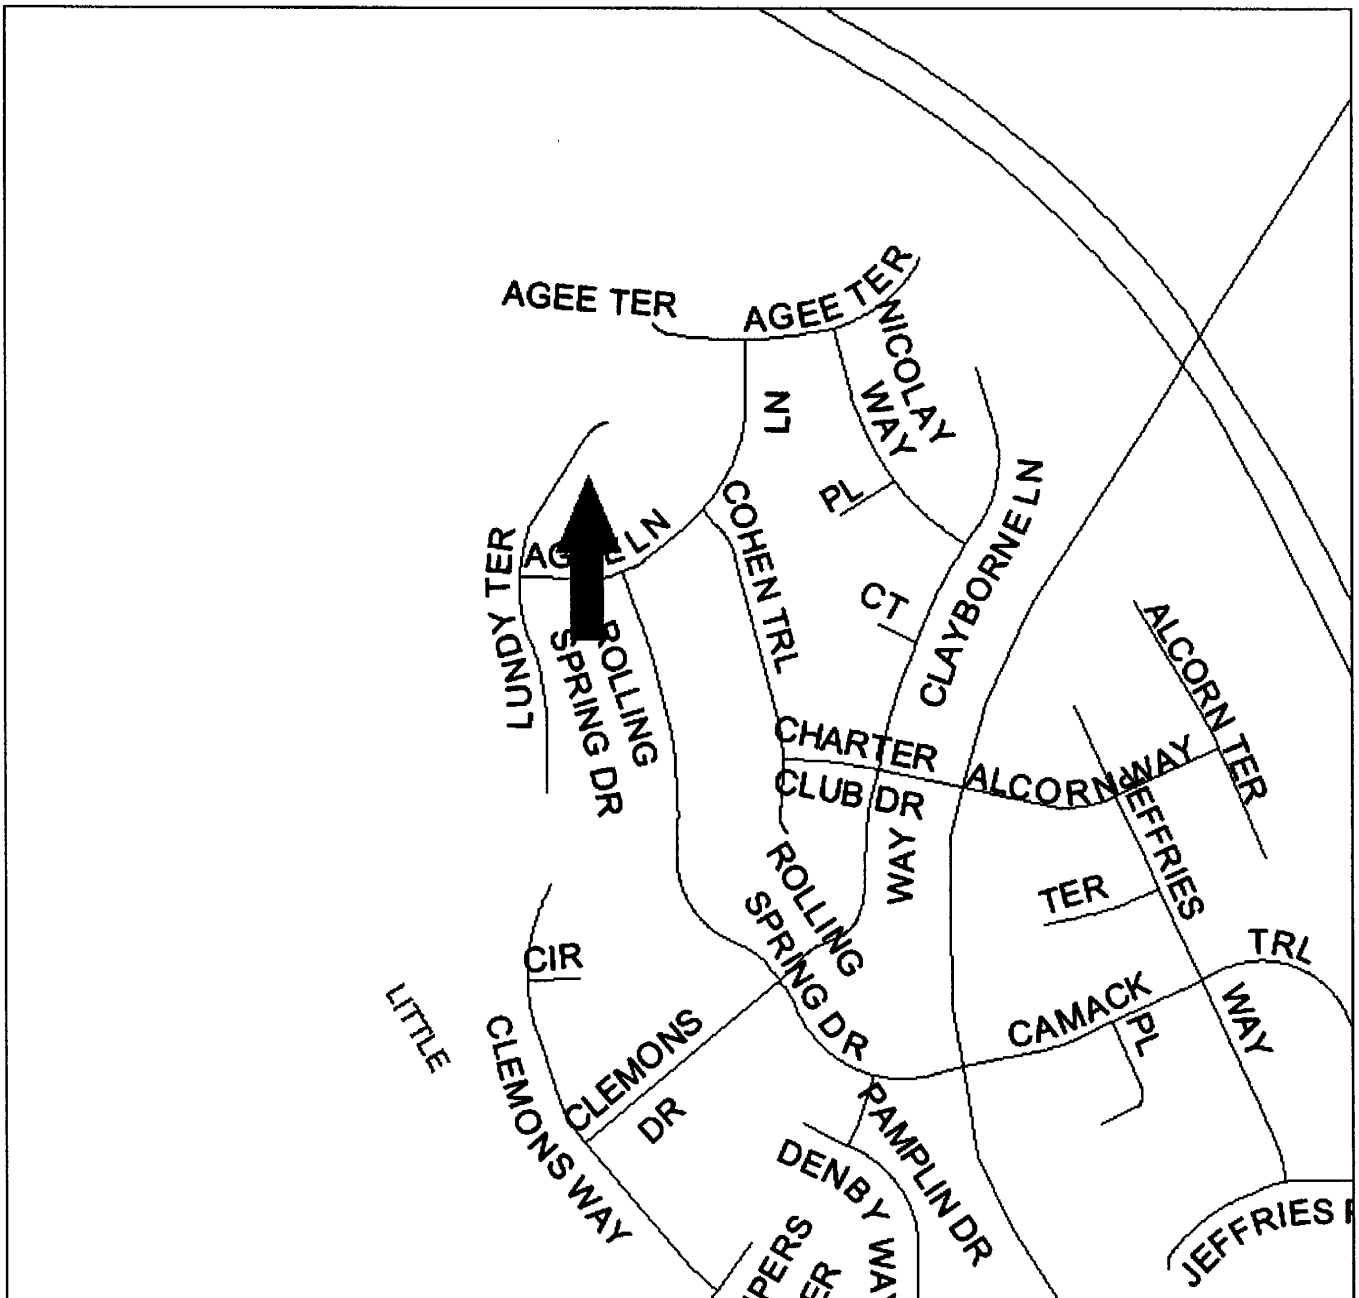 AGEE TER
AGEE TER
NICOLAY
WAY
LN
PL
COHEN TRL
AGEE LN
LUNDY TER
ROLLING
SPRING DR
CT
CLAYBORNE LN
ALCORN TER
CHARTER
CLUB DR
ALCORN WAY
JEFFRIES
WAY
WAY
TER
ROLLING
SPRING DR
CIR
LITTLE
CLEMONS WAY
CLEMONS
DR
CAMACK
TRL
PL
PAMPLIN DR
DENBY WAY
JEFFRIES